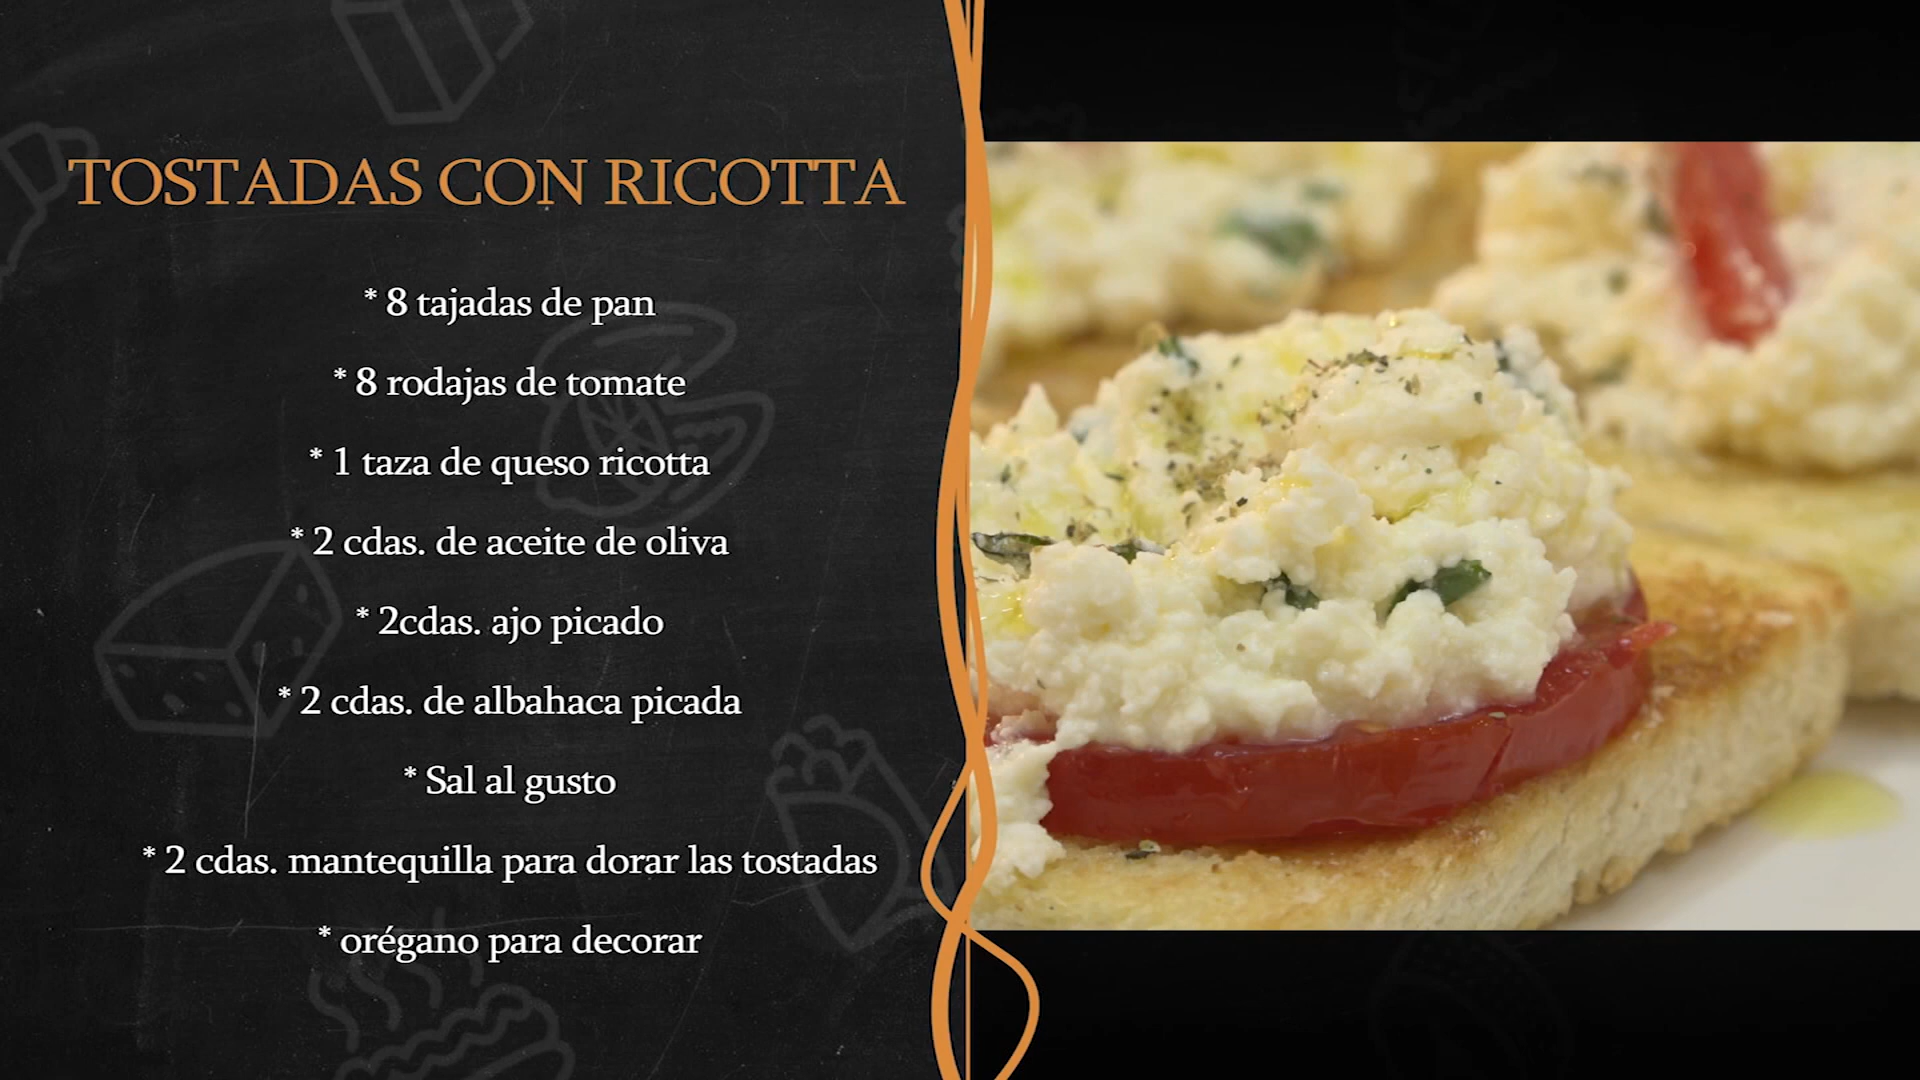 TOSTADAS CON RICOTTA
* 8 tajadas de pan
* 8 rodajas de tomate
* 1 taza de queso ricotta
* 2 cdas. de aceite de oliva
* 2cdas. ajo picado
* 2 cdas. de albahaca picada
* Sal al gusto
* 2 cdas. mantequilla para dorar las tostadas
* orégano para decorar